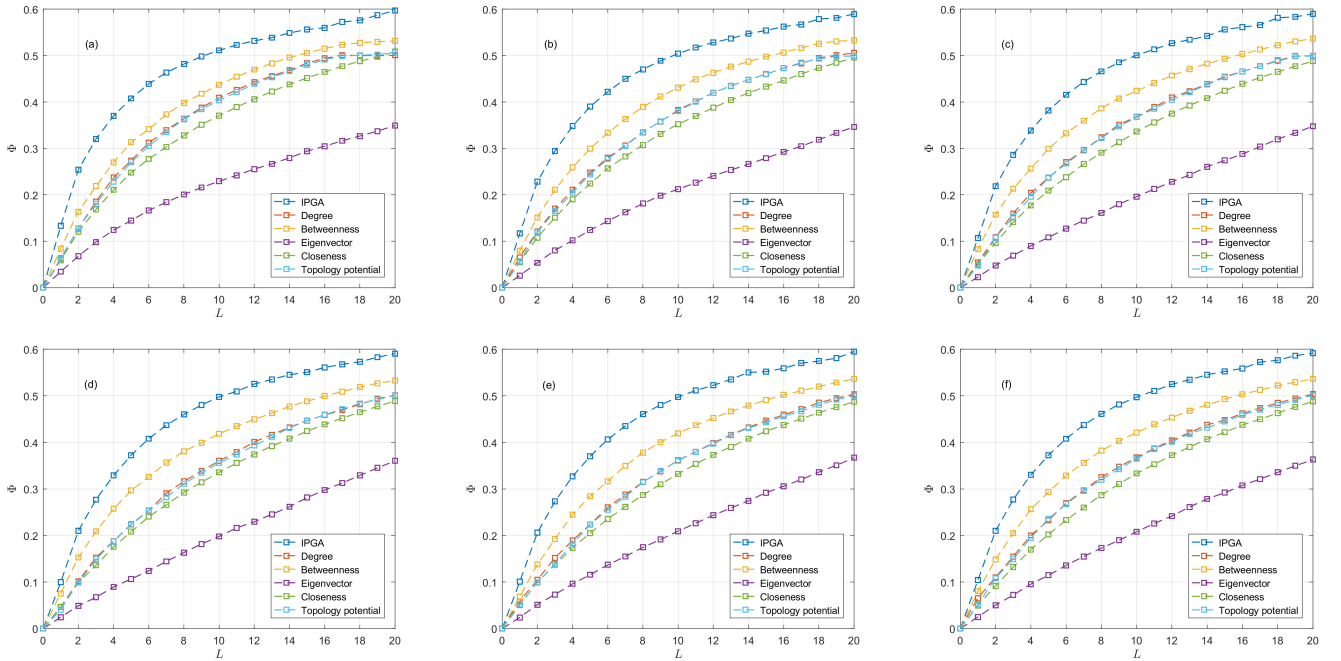 (a)
Φ
0.6
0.5
0.4
0.3
0.2
0.1
0
0 2 4 6 8 10 12 14 16 18 20
L
IPGA
Degree
Betweenness
Eigenvector
Closeness
Topology potential
(b)
Φ
0.6
0.5
0.4
0.3
0.2
0.1
0
0 2 4 6 8 10 12 14 16 18 20
L
IPGA
Degree
Betweenness
Eigenvector
Closeness
Topology potential
(c)
Φ
0.6
0.5
0.4
0.3
0.2
0.1
0
0 2 4 6 8 10 12 14 16 18 20
L
IPGA
Degree
Betweenness
Eigenvector
Closeness
Topology potential
(d)
Φ
0.6
0.5
0.4
0.3
0.2
0.1
0
0 2 4 6 8 10 12 14 16 18 20
L
IPGA
Degree
Betweenness
Eigenvector
Closeness
Topology potential
(e)
Φ
0.6
0.5
0.4
0.3
0.2
0.1
0
0 2 4 6 8 10 12 14 16 18 20
L
IPGA
Degree
Betweenness
Eigenvector
Closeness
Topology potential
(f)
Φ
0.6
0.5
0.4
0.3
0.2
0.1
0
0 2 4 6 8 10 12 14 16 18 20
L
IPGA
Degree
Betweenness
Eigenvector
Closeness
Topology potential